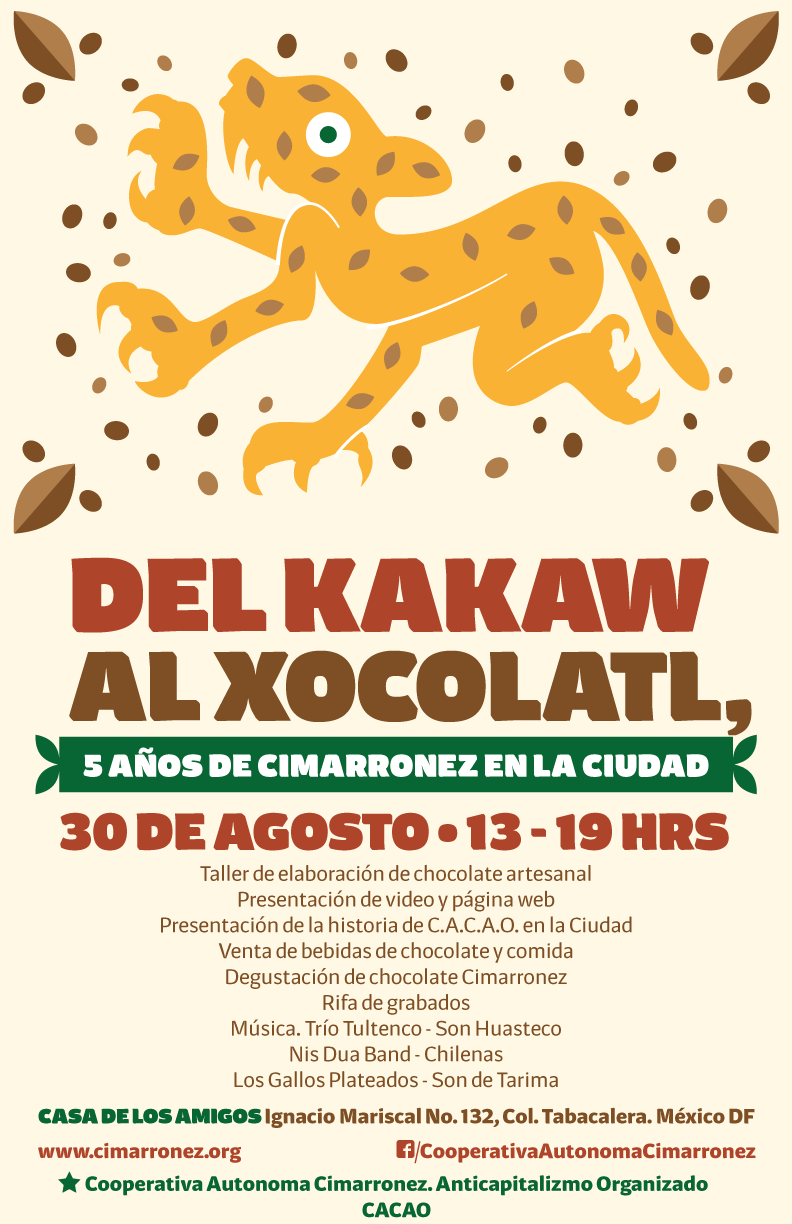 DEL KAKAW
AL XOCOLATL,
5 AÑOS DE CIMARRONEZ EN LA CIUDAD
30 DE AGOSTO • 13 - 19 HRS
Taller de elaboración de chocolate artesanal
Presentación de video y página web
Presentación de la historia de C.A.C.A.O. en la Ciudad
Venta de bebidas de chocolate y comida
Degustación de chocolate Cimarronez
Rifa de grabados
Música. Trío Tultenco - Son Huasteco
Nis Dua Band - Chilenas
Los Gallos Plateados - Son de Tarima
CASA DE LOS AMIGOS Ignacio Mariscal No. 132, Col. Tabacalera. México DF
www.cimarronez.org f/CooperativaAutonomaCimarronez
★ Cooperativa Autonoma Cimarronez. Anticapitalizmo Organizado
CACAO